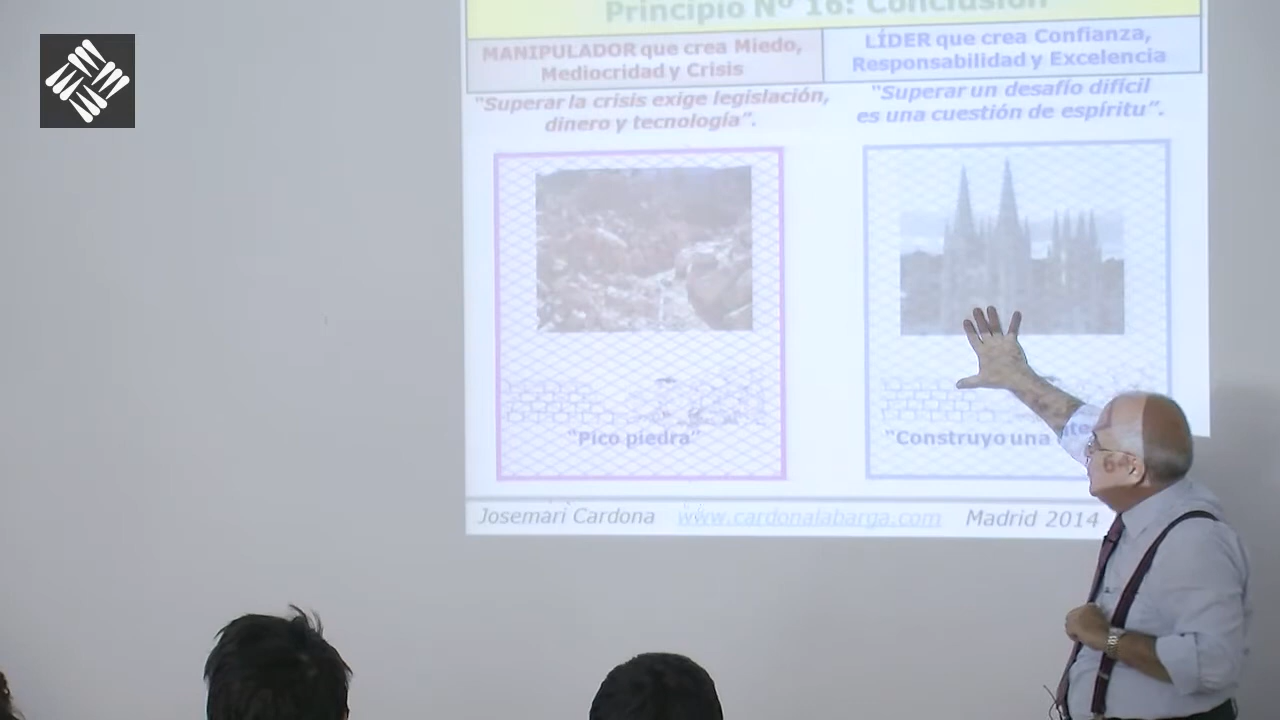 Principio Nº 16: Conclusión
MANIPULADOR que crea Miedo,
Mediocridad y Crisis
LÍDER que crea Confianza,
Responsabilidad y Excelencia
"Superar la crisis exige legislación,
dinero y tecnología".
"Superar un desafío difícil
es una cuestión de espíritu".
"Pico piedra"
"Construyo una
Josemari Cardona www.cardonalabarga.com Madrid 2014